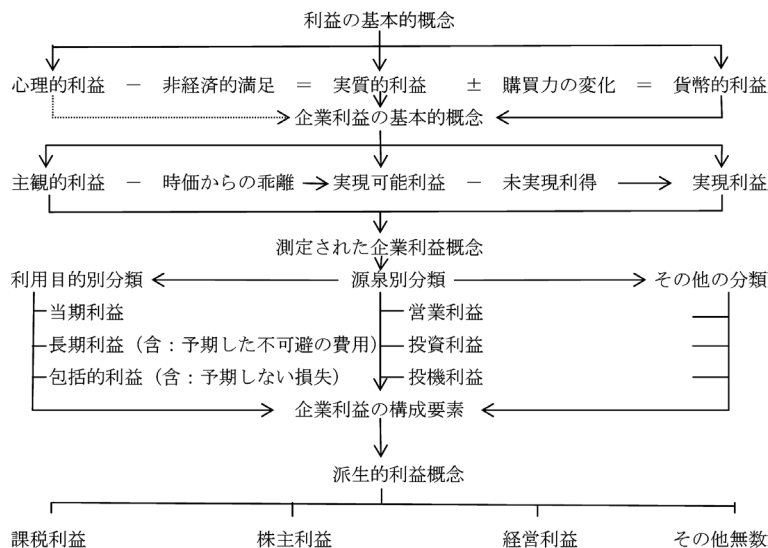 利益の基本的概念
心理的利益 － 非経済的満足 ＝ 実質的利益 ± 購買力の変化 ＝ 貨幣的利益
企業利益の基本的概念
主観的利益 － 時価からの乖離 実現可能利益 － 未実現利得 実現利益
測定された企業利益概念
利用目的別分類 源泉別分類 その他の分類
当期利益 営業利益
長期利益（含：予期した不可避の費用） 投資利益
包括的利益（含：予期しない損失） 投機利益
企業利益の構成要素
派生的利益概念
課税利益 株主利益 経営利益 その他無数